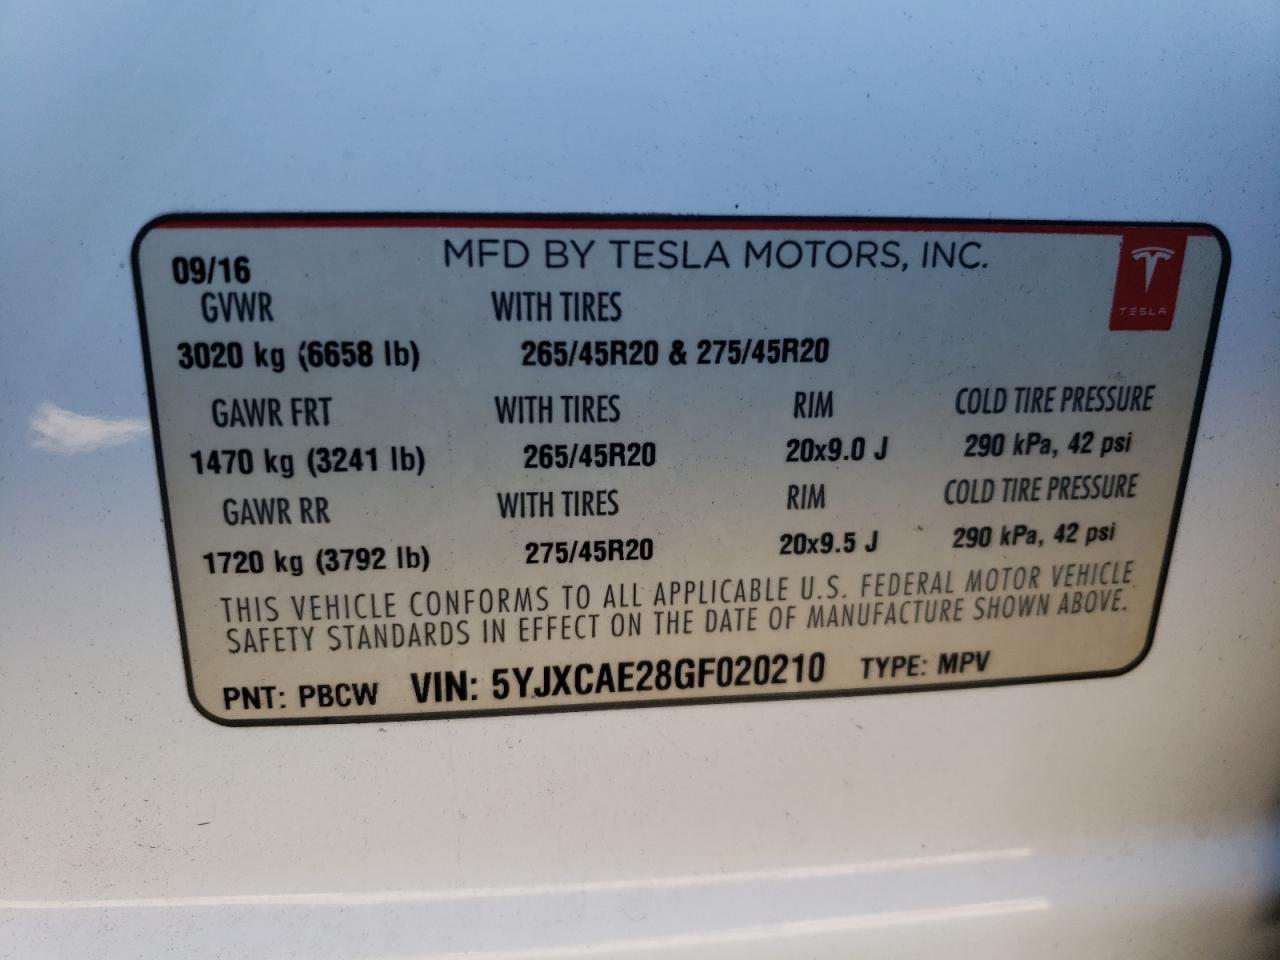 09/16 MFD BY TESLA MOTORS, INC.
TESLA
GVWR WITH TIRES
3020 kg (6658 lb) 265/45R20 & 275/45R20
GAWR FRT WITH TIRES RIM COLD TIRE PRESSURE
1470 kg (3241 lb) 265/45R20 20x9.0 J 290 kPa, 42 psi
GAWR RR WITH TIRES RIM COLD TIRE PRESSURE
1720 kg (3792 lb) 275/45R20 20x9.5 J 290 kPa, 42 psi
THIS VEHICLE CONFORMS TO ALL APPLICABLE U.S. FEDERAL MOTOR VEHICLE
SAFETY STANDARDS IN EFFECT ON THE DATE OF MANUFACTURE SHOWN ABOVE.
PNT: PBCW VIN: 5YJXCAE28GF020210 TYPE: MPV